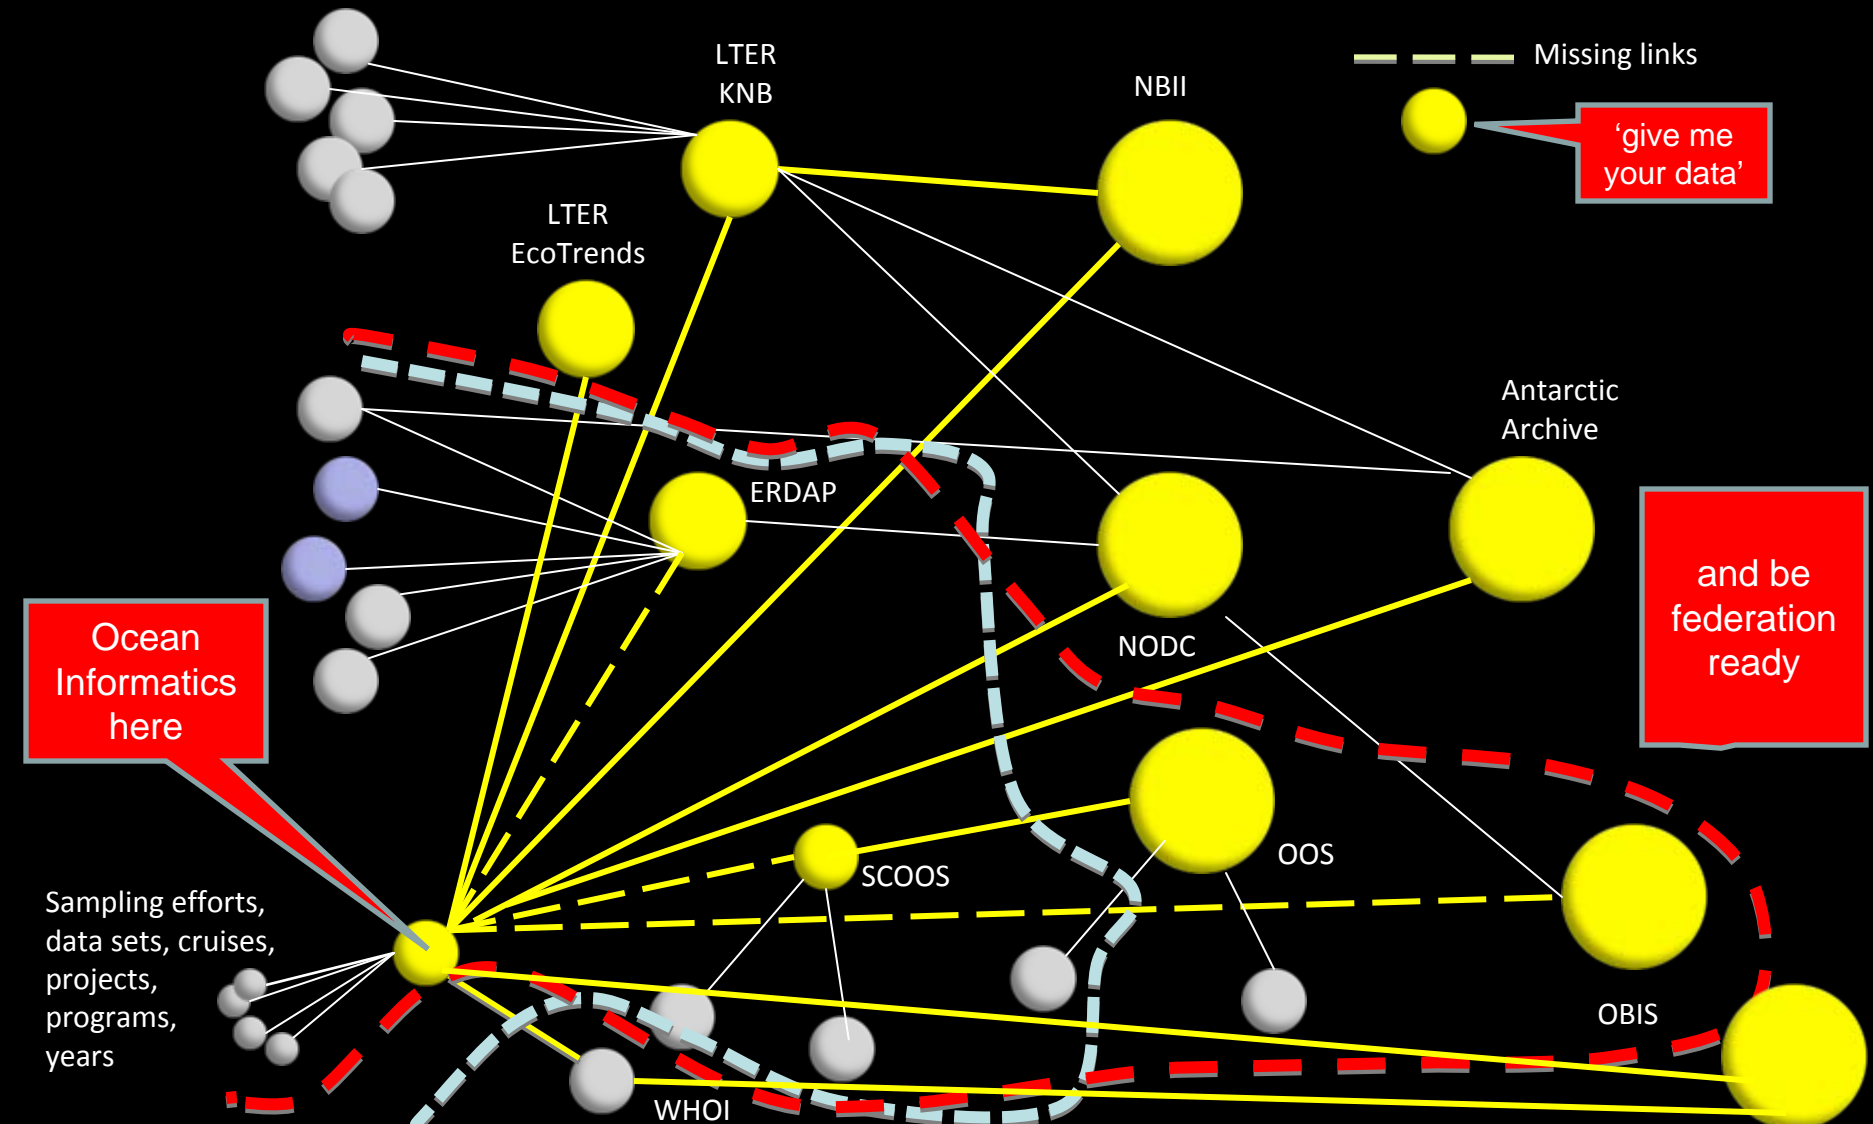 LTER
KNB
NBII
Missing links
‘give me
your data’
LTER
EcoTrends
Antarctic
Archive
ERDAP
and be
federation
ready
Ocean
Informatics
here
NODC
OOS
SCOOS
Sampling efforts,
data sets, cruises,
projects,
programs,
years
OBIS
WHOI